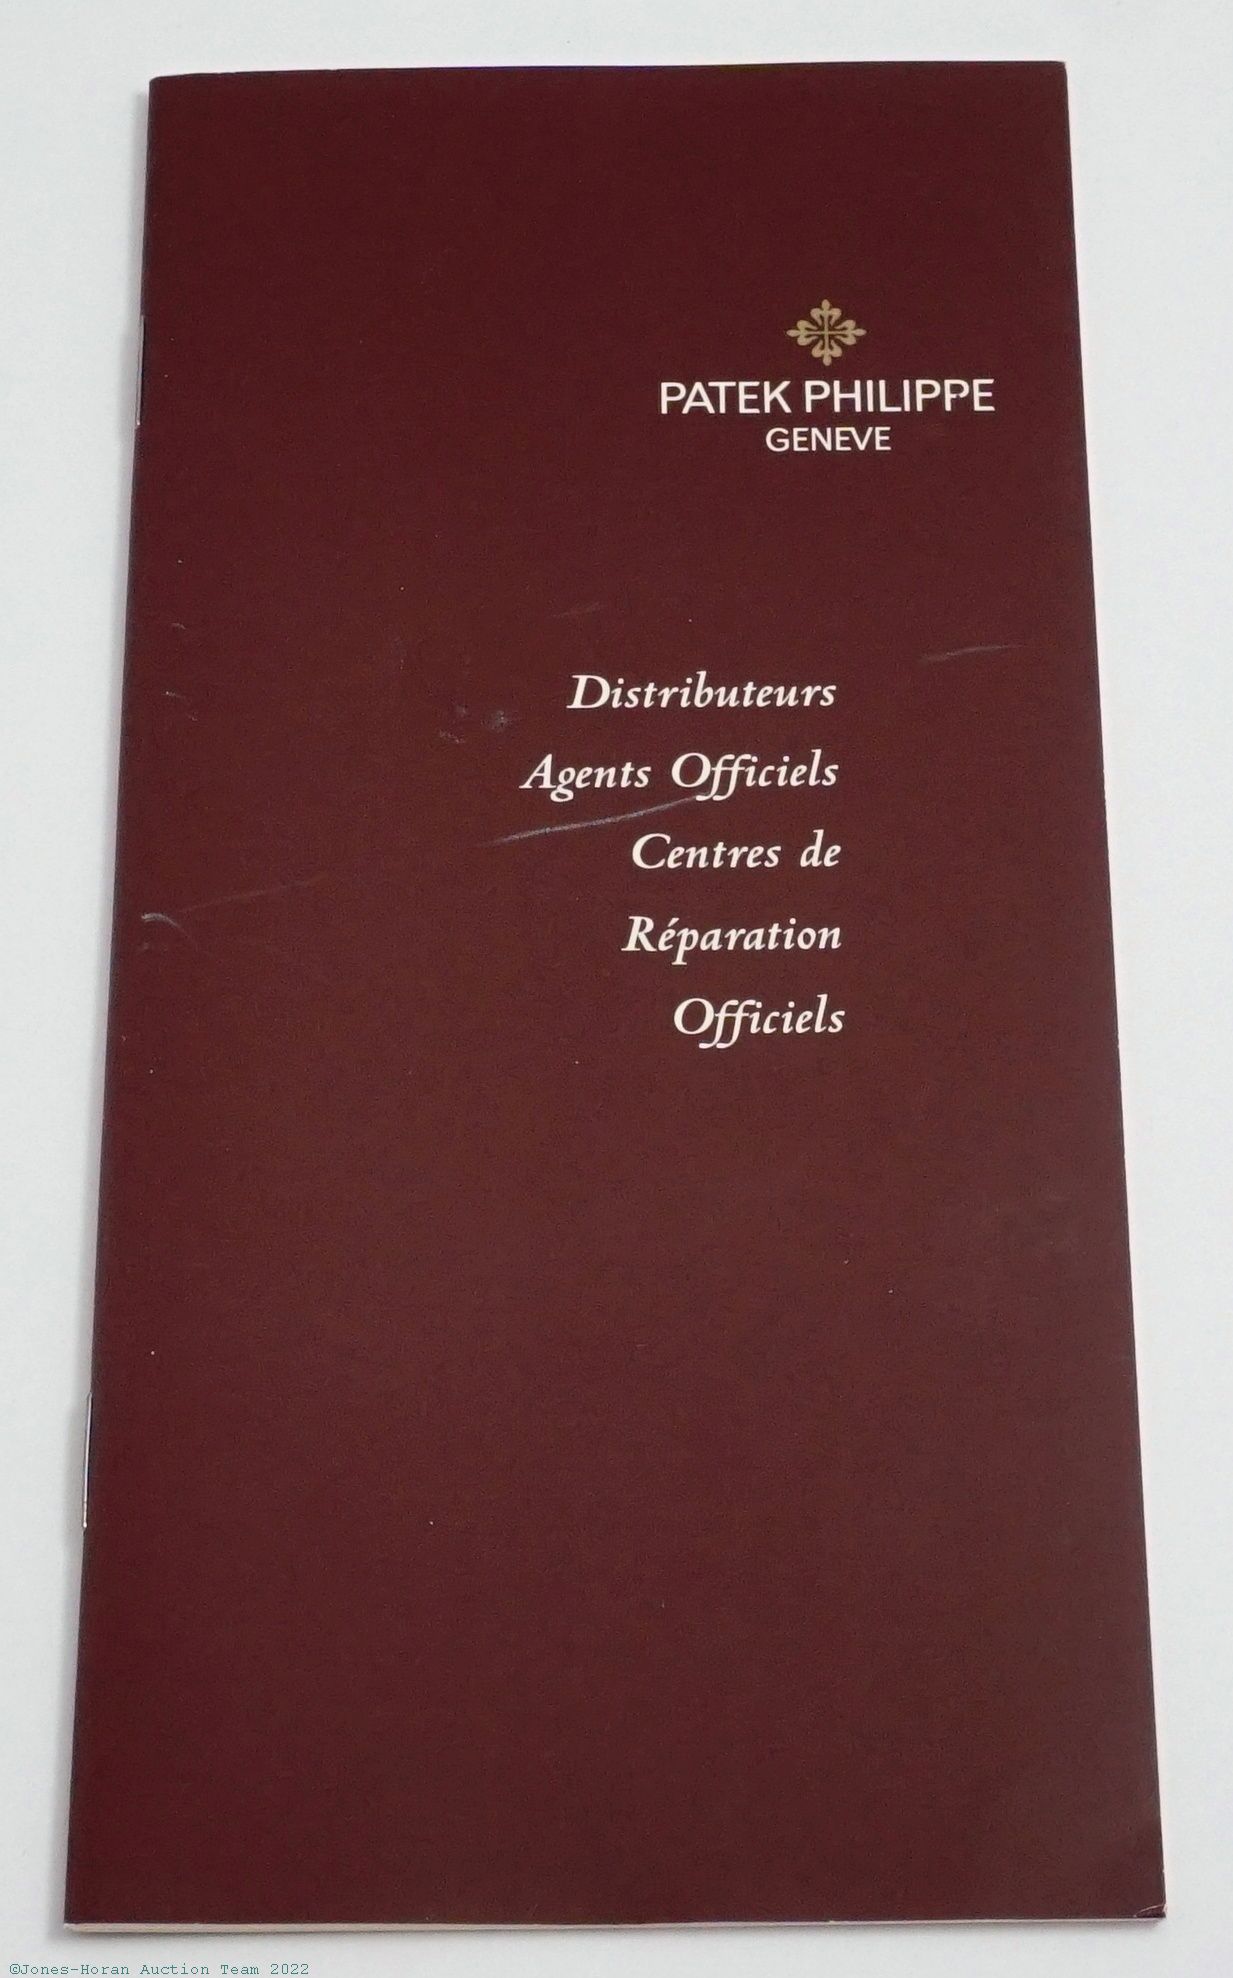 PATEK PHILIPPE
GENEVE
Distributeurs
Agents Officiels
Centres de
Réparation
Officiels
©Jones-Horan Auction Team 2022